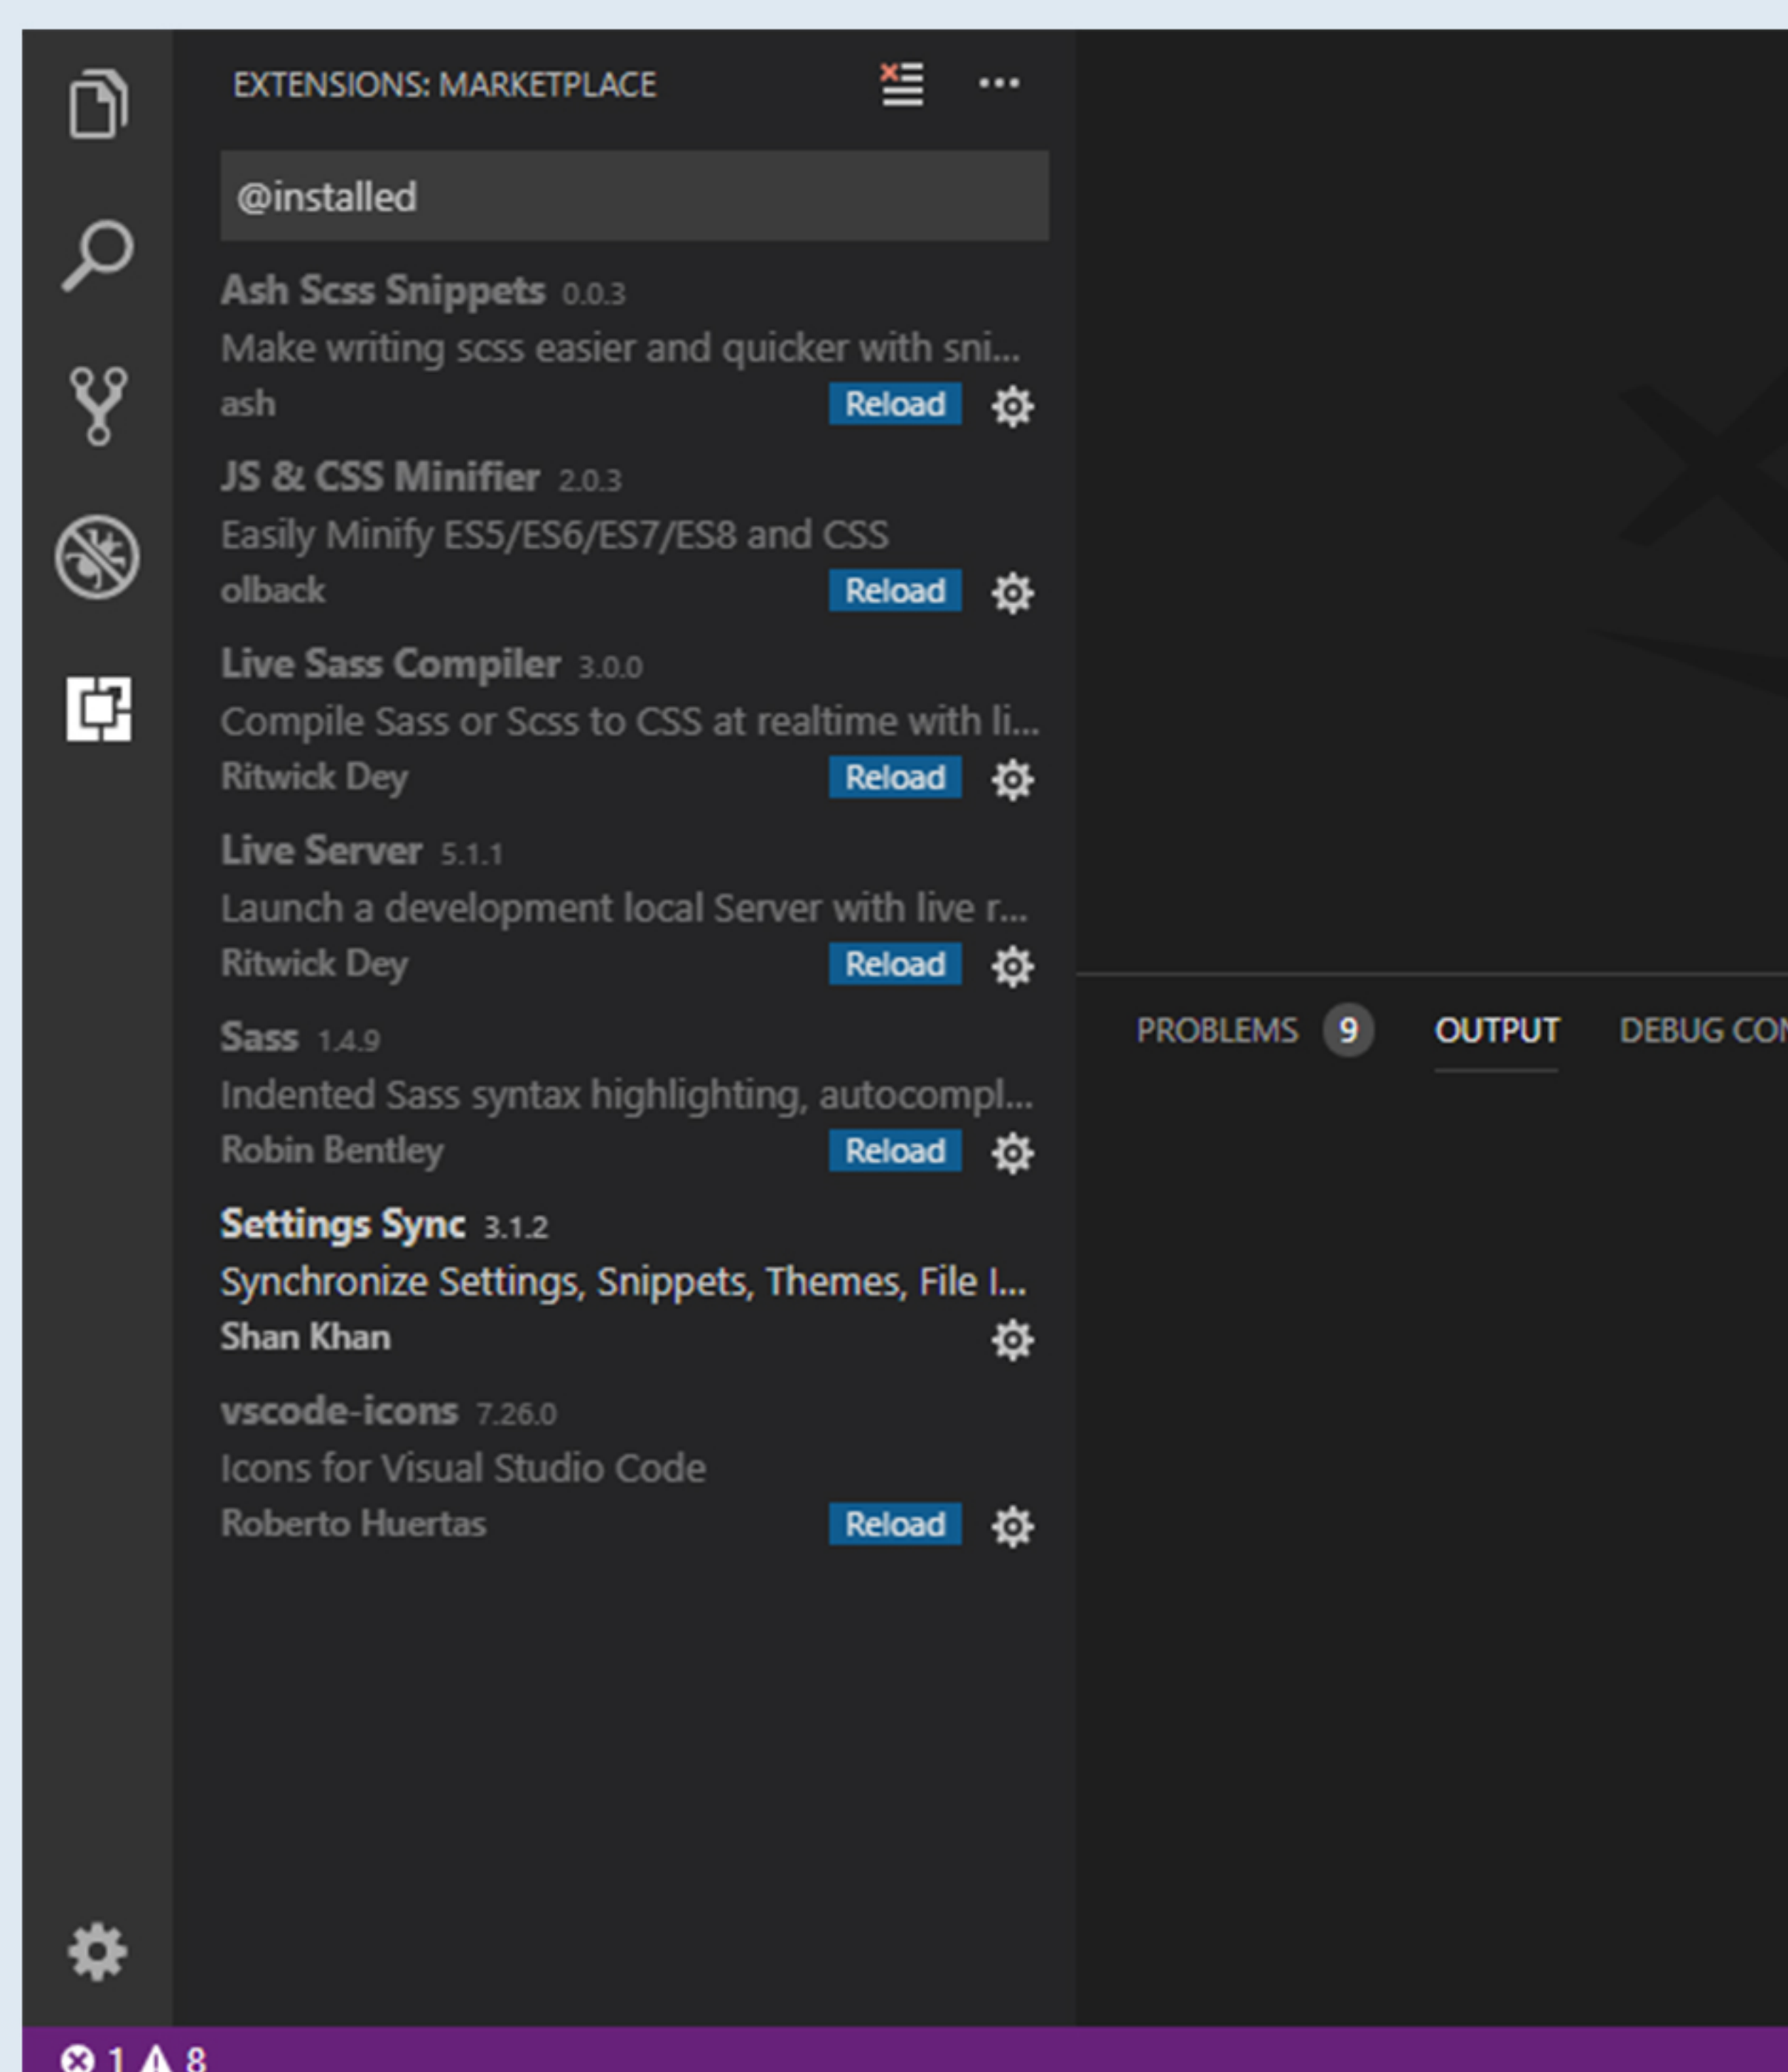 EXTENSIONS: MARKETPLACE
@installed
Ash Scss Snippets 0.0.3
Make writing scss easier and quicker with sni...
ash Reload
JS & CSS Minifier 2.0.3
Easily Minify ES5/ES6/ES7/ES8 and CSS
olback Reload
Live Sass Compiler 3.0.0
Compile Sass or Scss to CSS at realtime with li...
Ritwick Dey Reload
Live Server 5.1.1
Launch a development local Server with live r...
Ritwick Dey Reload
Sass 1.4.9
Indented Sass syntax highlighting, autocompl...
Robin Bentley Reload
Settings Sync 3.1.2
Synchronize Settings, Snippets, Themes, File I...
Shan Khan
vscode-icons 7.26.0
Icons for Visual Studio Code
Roberto Huertas Reload
PROBLEMS 9 OUTPUT DEBUG CON
1 8